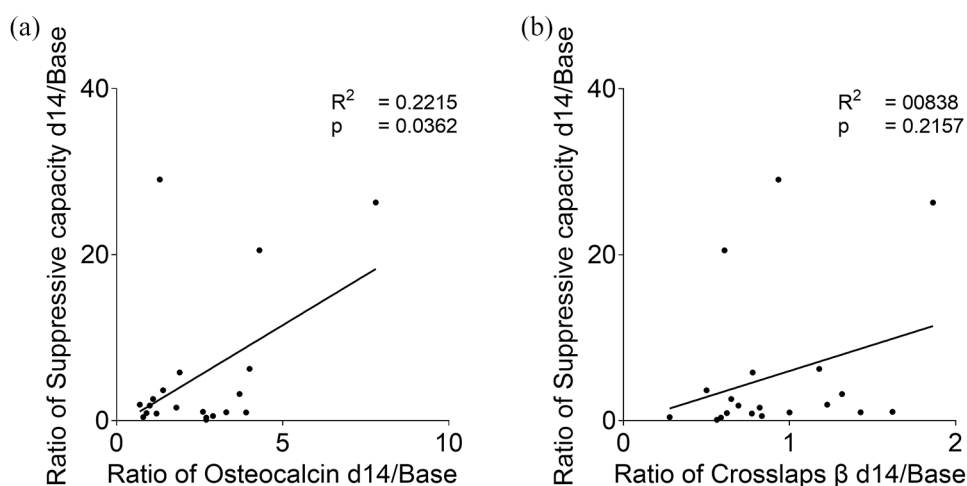 (a)
Ratio of Suppressive capacity d14/Base
40
20
0
R² = 0.2215
p = 0.0362
0 5 10
Ratio of Osteocalcin d14/Base
(b)
Ratio of Suppressive capacity d14/Base
40
20
0
R² = 00838
p = 0.2157
0 1 2
Ratio of Crosslaps β d14/Base